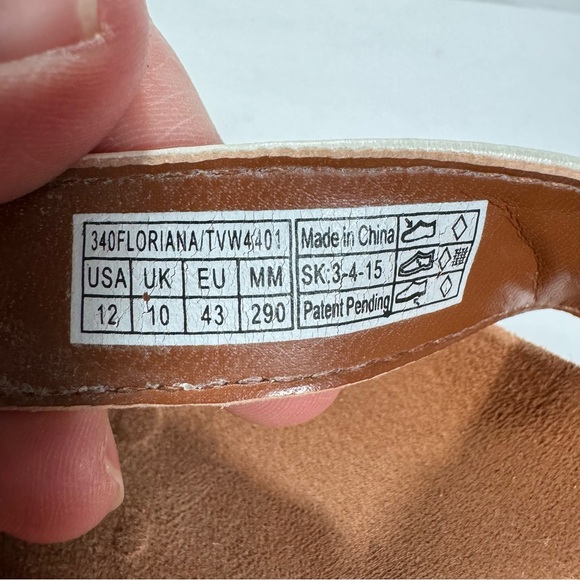 340FLORIANA/TVW4401
USA UK EU MM
12 10 43 290
Made in China
SK:3-4-15
Patent Pending